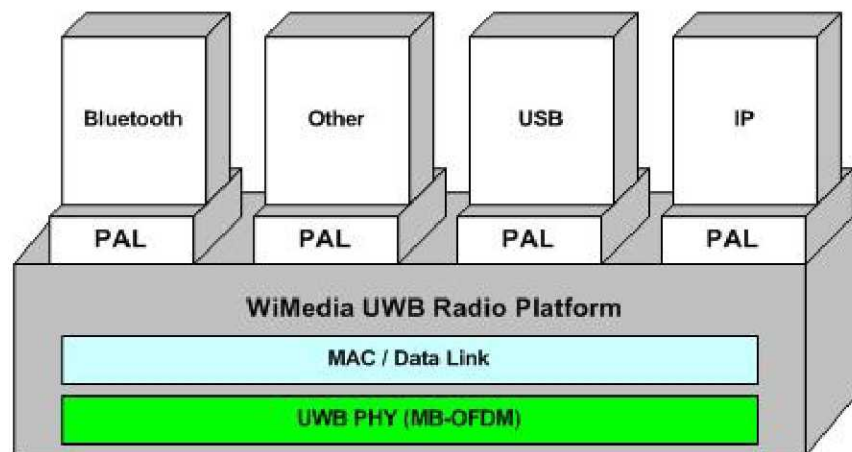 Bluetooth
Other
USB
IP
PAL
PAL
PAL
PAL
WiMedia UWB Radio Platform
MAC / Data Link
UWB PHY (MB-OFDM)